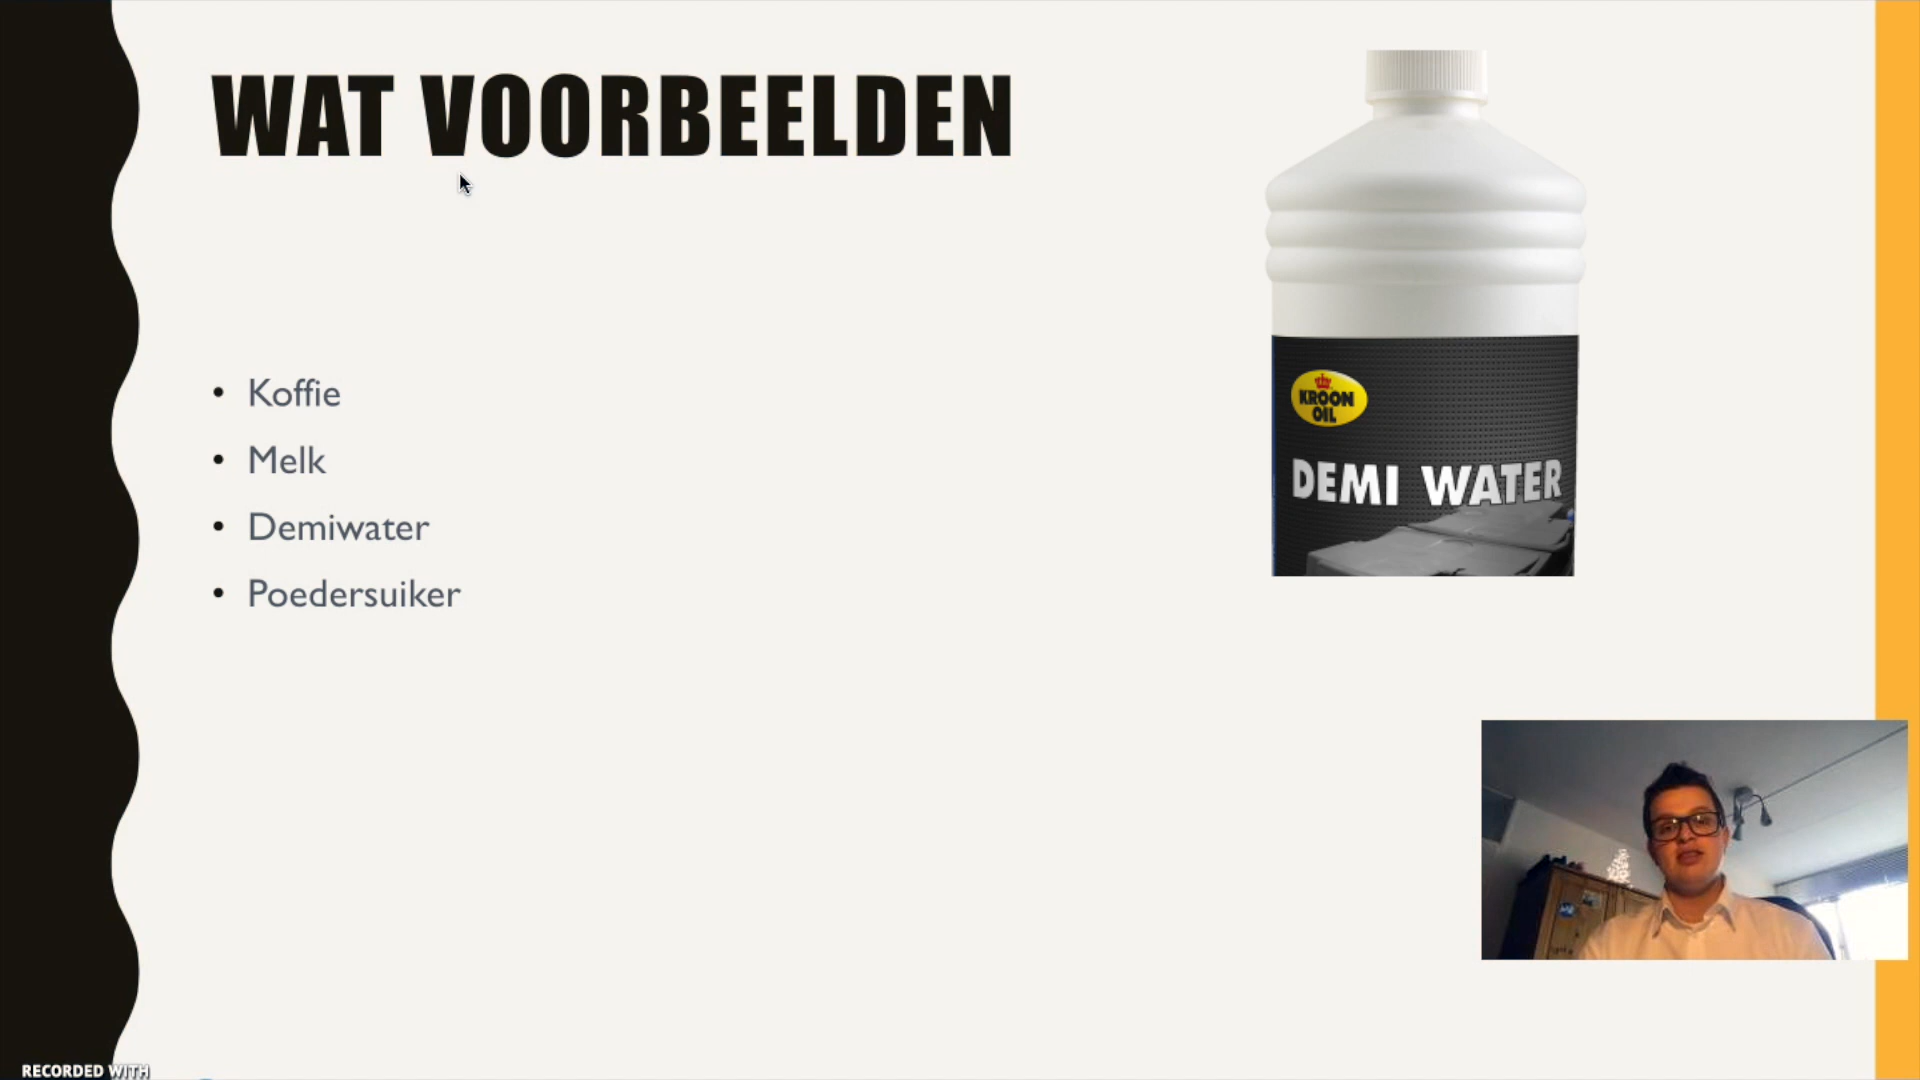 WAT VOORBEELDEN
• Koffie
• Melk
• Demiwater
• Poedersuiker
KROON
OIL
DEMI WATER
RECORDED WITH